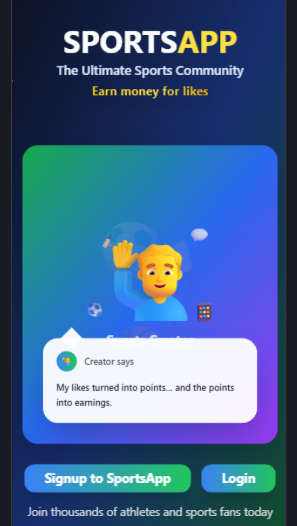 SPORTSAPP
The Ultimate Sports Community
Earn money for likes
Creator says
My likes turned into points... and the points
into earnings.
Signup to SportsApp
Login
Join thousands of athletes and sports fans today